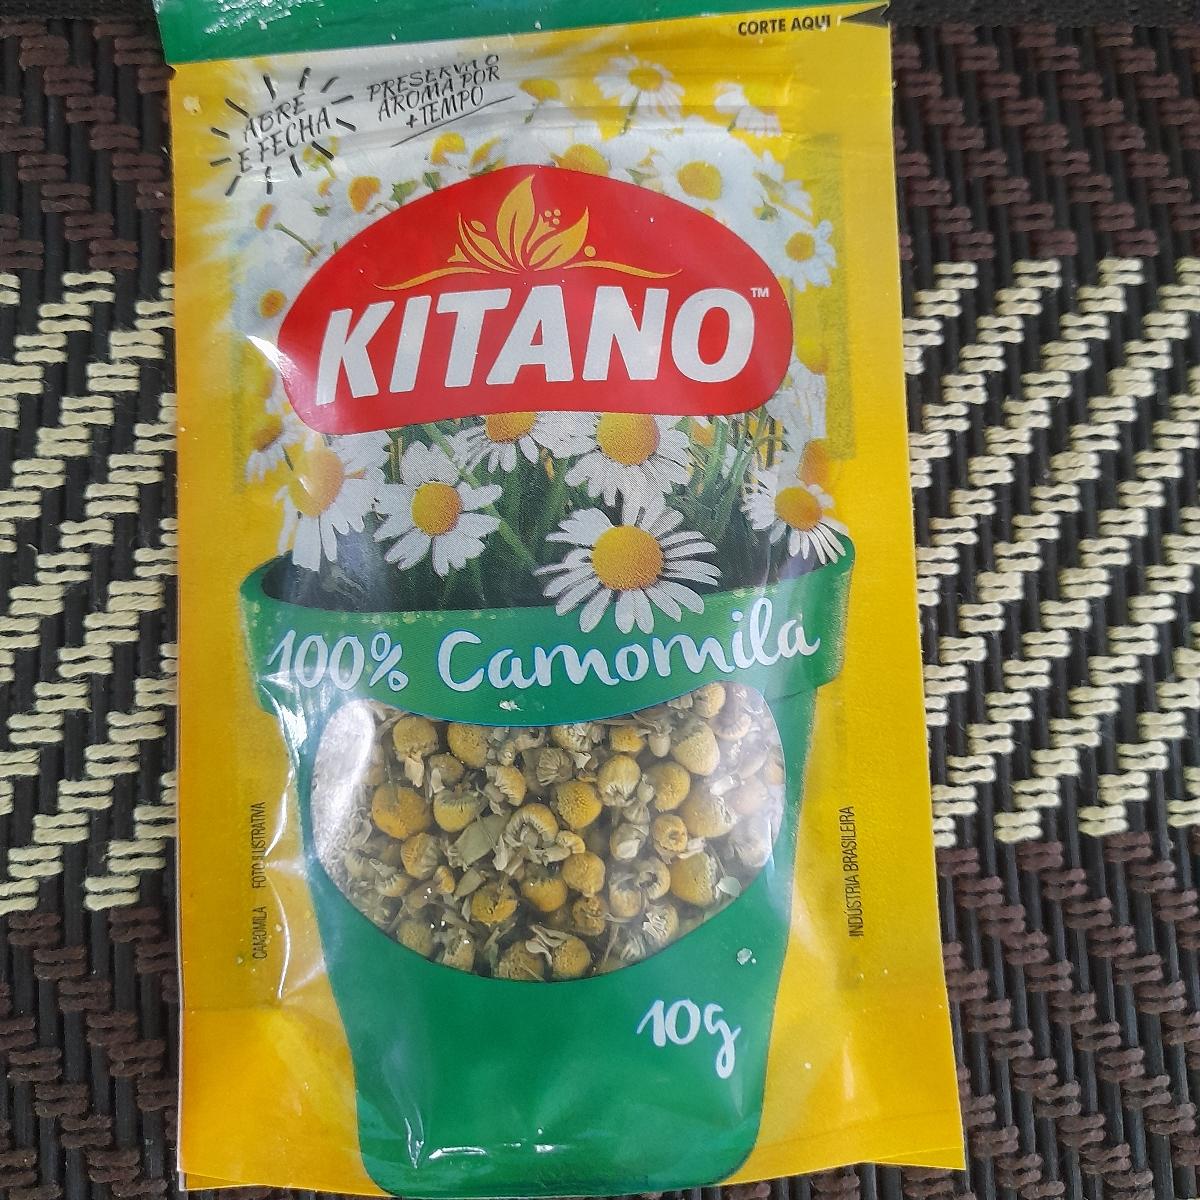 CORTE AQUI
ABRE
E FECHA
PRESERVA O
AROMA POR
+TEMPO
KITANO™
100% Camomila
CAMOMILA FOTO ILUSTRATIVA
INDÚSTRIA BRASILEIRA
10g